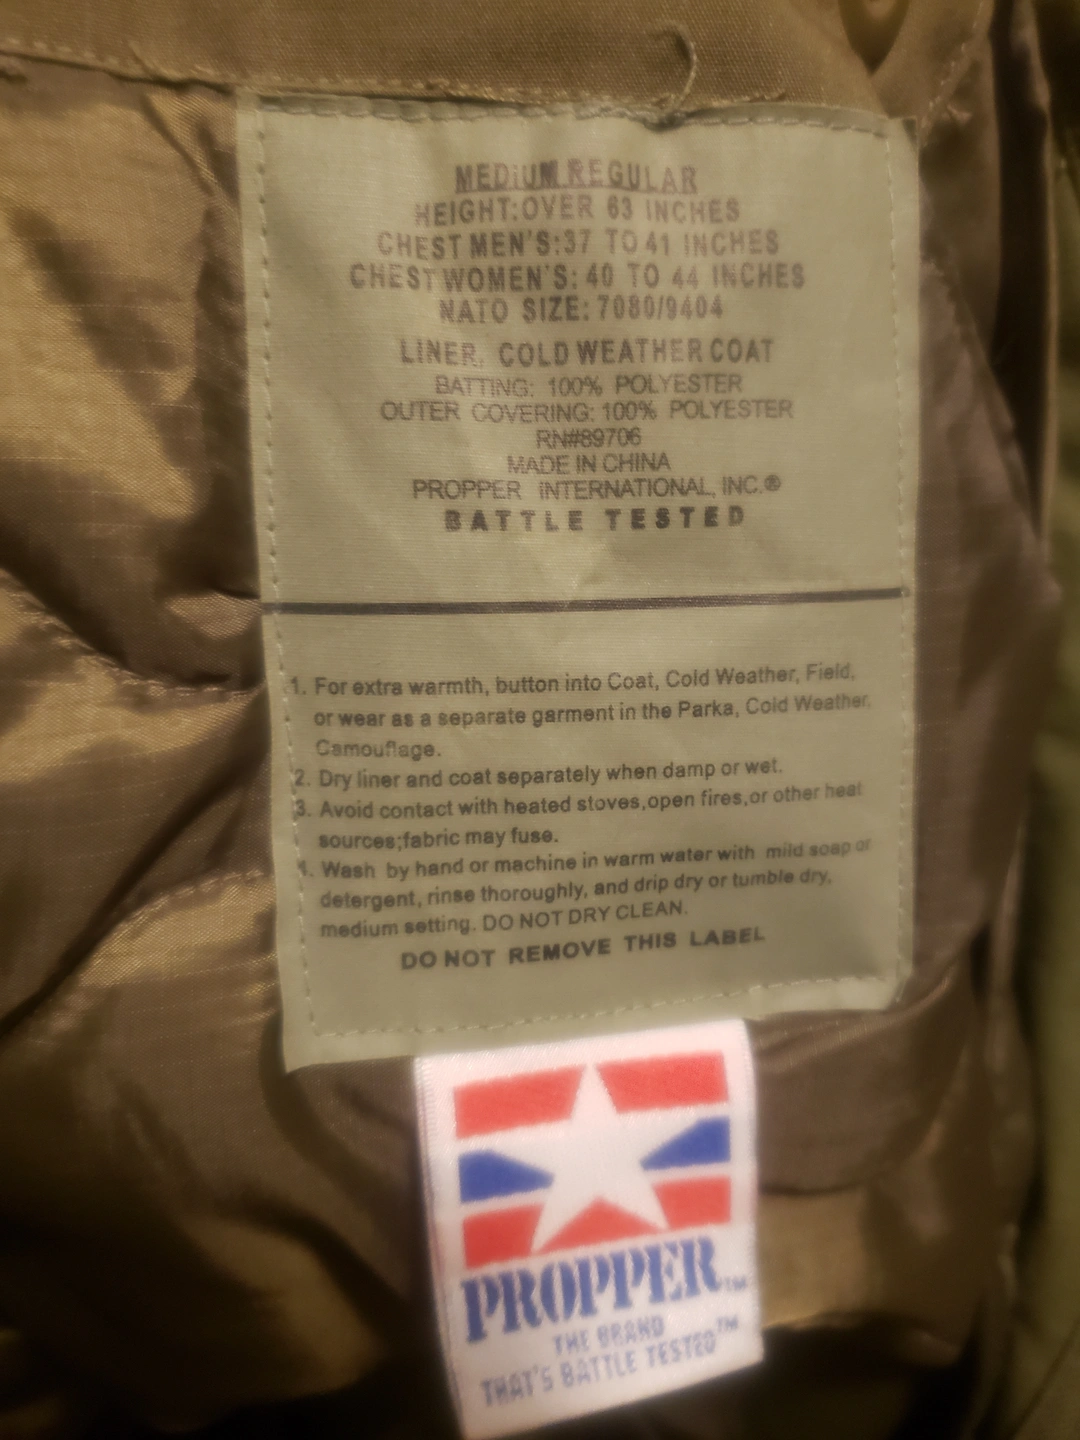 MEDIUM REGULAR
HEIGHT:OVER 63 INCHES
CHEST MEN'S:37 TO 41 INCHES
CHEST WOMEN'S: 40 TO 44 INCHES
NATO SIZE: 7080/9404
LINER, COLD WEATHER COAT
BATTING: 100% POLYESTER
OUTER COVERING: 100% POLYESTER
RN#89706
MADE IN CHINA
PROPPER INTERNATIONAL, INC.®
BATTLE TESTED
1. For extra warmth, button into Coat, Cold Weather, Field,
or wear as a separate garment in the Parka, Cold Weather,
Camouflage.
2. Dry liner and coat separately when damp or wet.
3. Avoid contact with heated stoves,open fires,or other heat
sources;fabric may fuse.
4. Wash by hand or machine in warm water with mild soap or
detergent, rinse thoroughly, and drip dry or tumble dry,
medium setting. DO NOT DRY CLEAN.
DO NOT REMOVE THIS LABEL
PROPPER™
THE BRAND
THAT'S BATTLE TESTED™